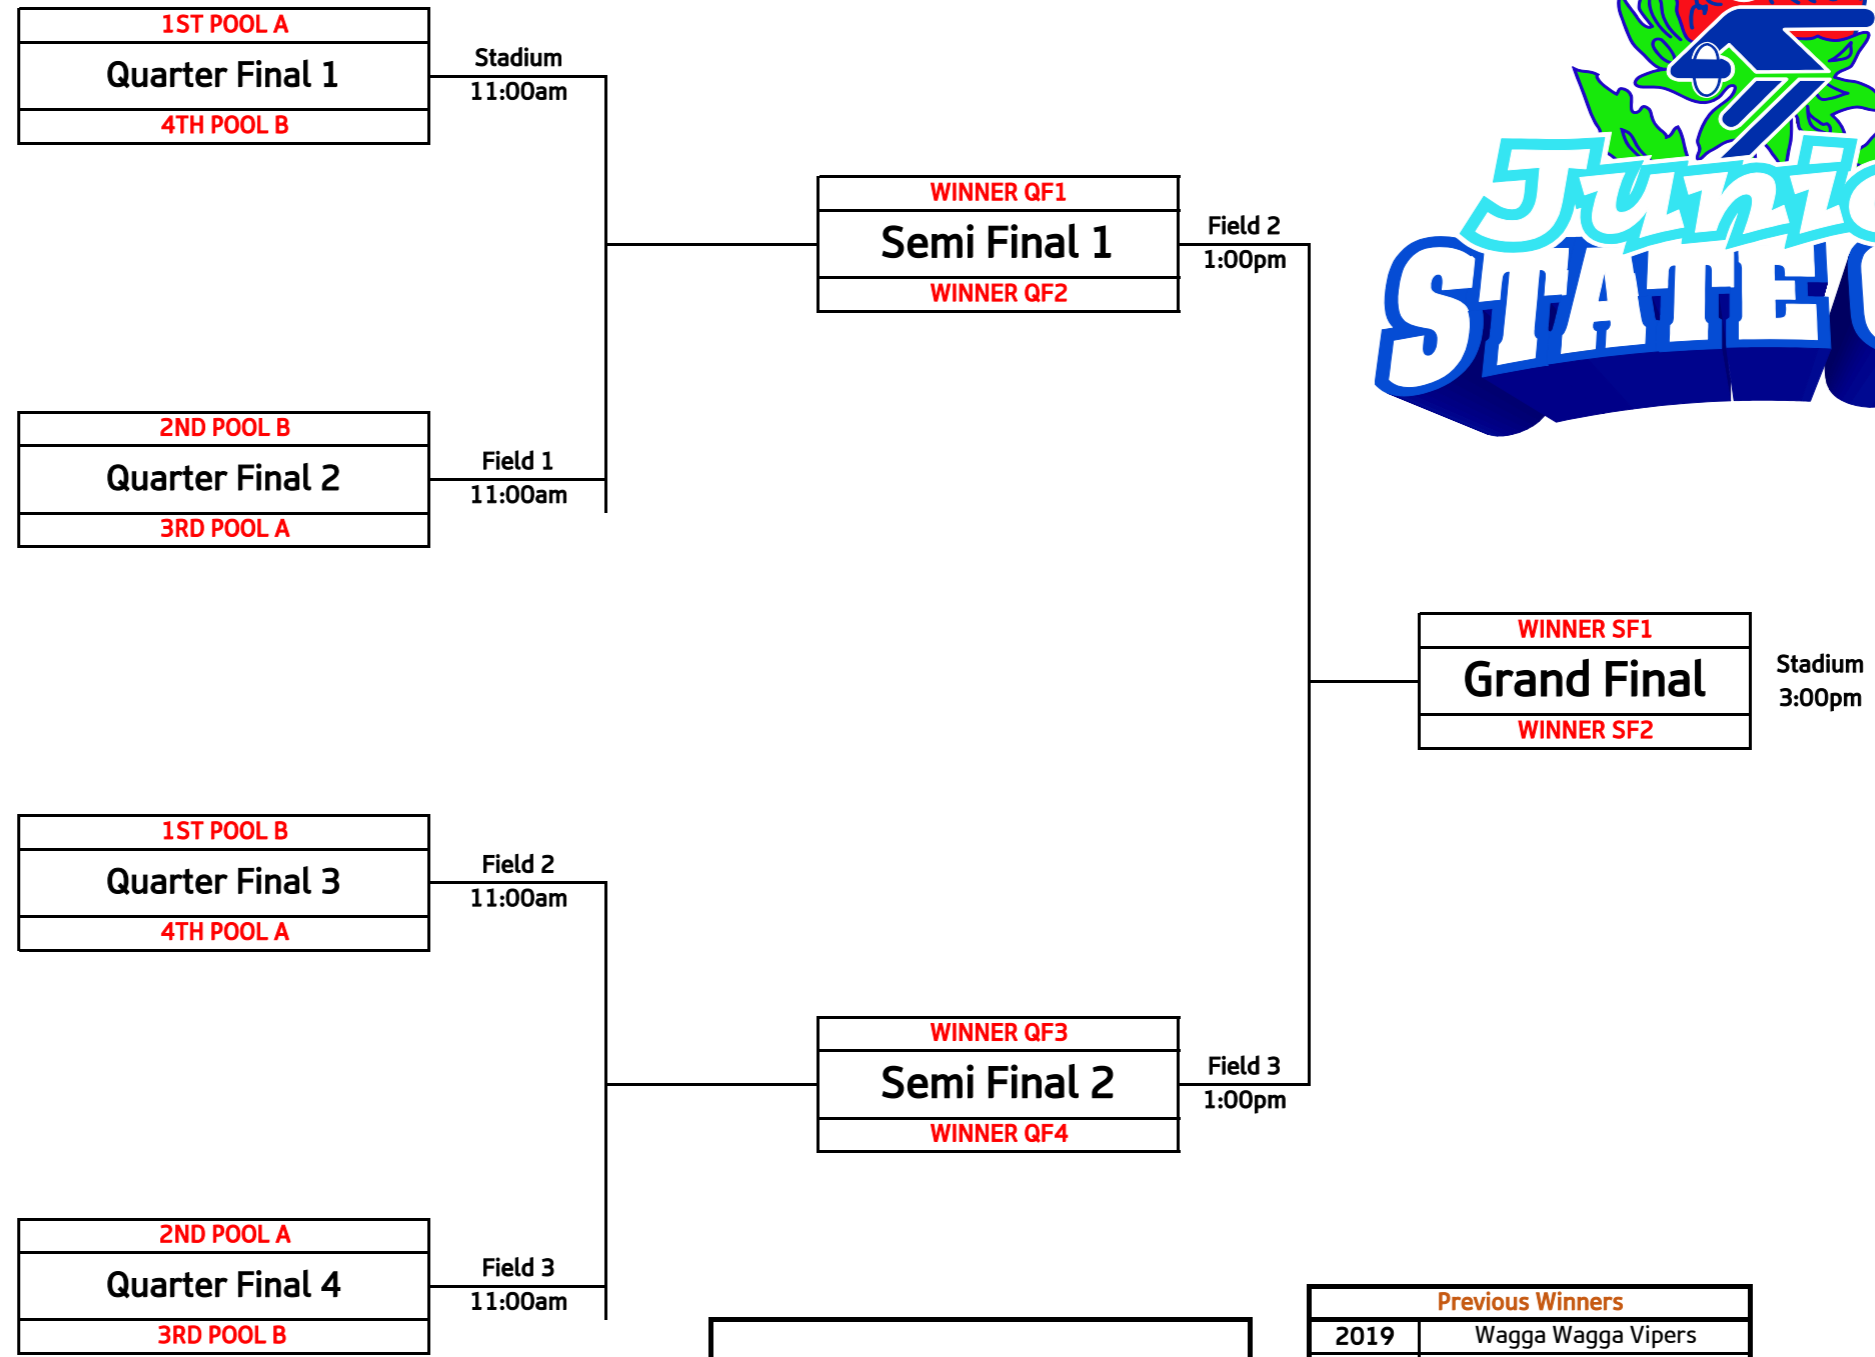 1ST POOL A
Quarter Final 1
4TH POOL B
Stadium
11:00am
2ND POOL B
Quarter Final 2
3RD POOL A
Field 1
11:00am
1ST POOL B
Quarter Final 3
4TH POOL A
Field 2
11:00am
2ND POOL A
Quarter Final 4
3RD POOL B
Field 3
11:00am
WINNER QF1
Semi Final 1
WINNER QF2
Field 2
1:00pm
WINNER QF3
Semi Final 2
WINNER QF4
Field 3
1:00pm
WINNER SF1
Grand Final
WINNER SF2
Stadium
3:00pm
STATE
Previous Winners
2019 Wagga Wagga Vipers